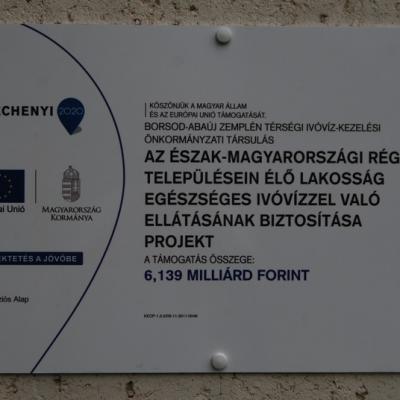 ECHENYI 2020
ai Unió
MAGYARORSZÁG
KORMÁNYA
EKTETÉS A JÖVŐBE
ziós Alap
KÖSZÖNJÜK A MAGYAR ÁLLAM
ÉS AZ EURÓPAI UNIÓ TÁMOGATÁSÁT.
BORSOD-ABAÚJ ZEMPLÉN TÉRSÉGI IVÓVÍZ-KEZELÉSI
ÖNKORMÁNYZATI TÁRSULÁS
AZ ÉSZAK-MAGYARORSZÁGI RÉG
TELEPÜLÉSEIN ÉLŐ LAKOSSÁG
EGÉSZSÉGES IVÓVÍZZEL VALÓ
ELLÁTÁSÁNAK BIZTOSÍTÁSA
PROJEKT
A TÁMOGATÁS ÖSSZEGE:
6,139 MILLIÁRD FORINT